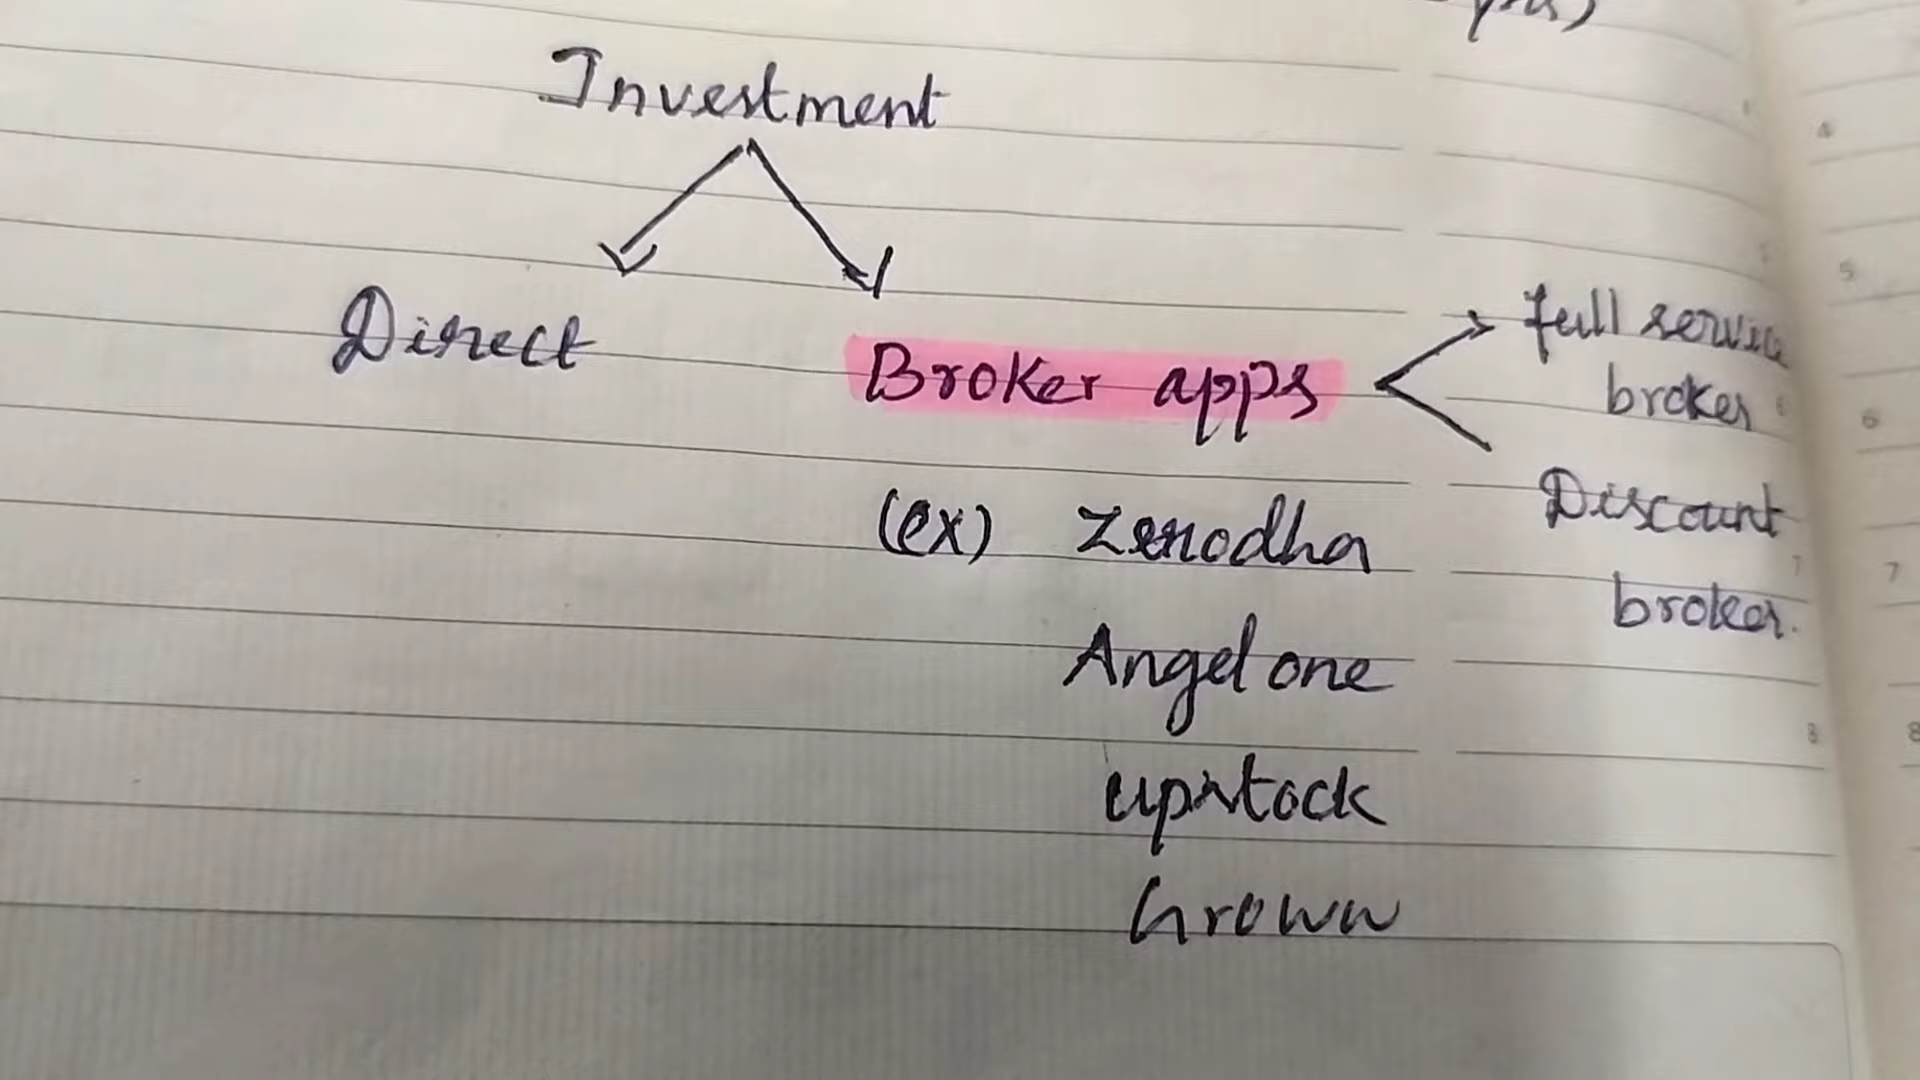 Investment
Direct
Broker apps
full service
broker
Discount
broker.
(ex) Zerodha
Angel one
upstock
Groww